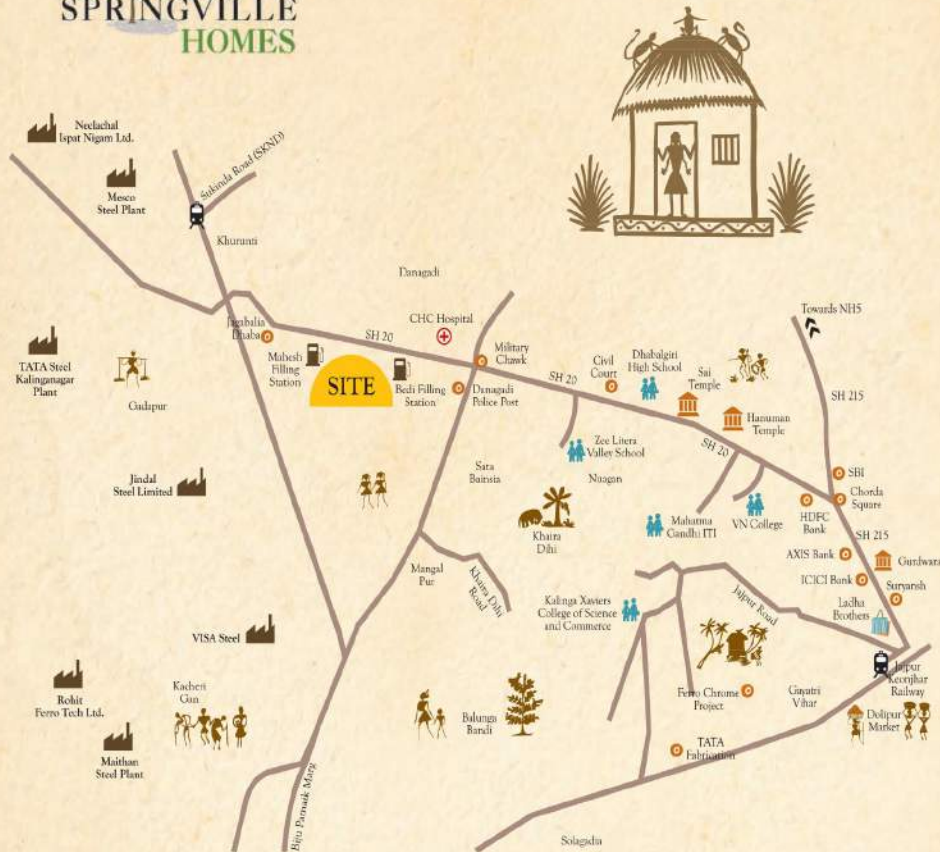 SPRINGVILLE
HOMES
Neelachal
Ispat Nigam Ltd.
Sukinda Road (SKND)
Mesco
Steel Plant
Khuranti
Danagadi
Towards NH5
CHC Hospital
Jagabalia
Dhaba
SH 20
Military
Chawk
Mahesh
Filling
Station
SITE
Bedi Filling
Station
Danagadi
Police Post
SH 20
Civil
Court
Dhabalgiri
High School
Sai
Temple
TATA Steel
Kalinganagar
Plant
Gadapur
SH 215
Hanuman
Temple
SH 20
Zee Litera
Valley School
Sata
Bainsia
Nuagan
SBI
Jindal
Steel Limited
Chorda
Square
HDFC
Bank
VN College
Mahatma
Gandhi ITI
Khaira
Dihi
SH 215
AXIS Bank
Gurdwara
Mangal
Pur
Khaira Dihi
Road
ICICI Bank
Suryansh
Kalinga Xaviers
College of Science
and Commerce
Jajpur Road
Ladha
Brothers
VISA Steel
Jajpur
Keonjhar
Railway
Rohit
Ferro Tech Ltd.
Kacheri
Gan
Ferro Chrome
Project
Gayatri
Vihar
Dolipur
Market
Balunga
Bandi
Maithan
Steel Plant
TATA
Fabrication
Biju Patnaik Marg
Solagadia